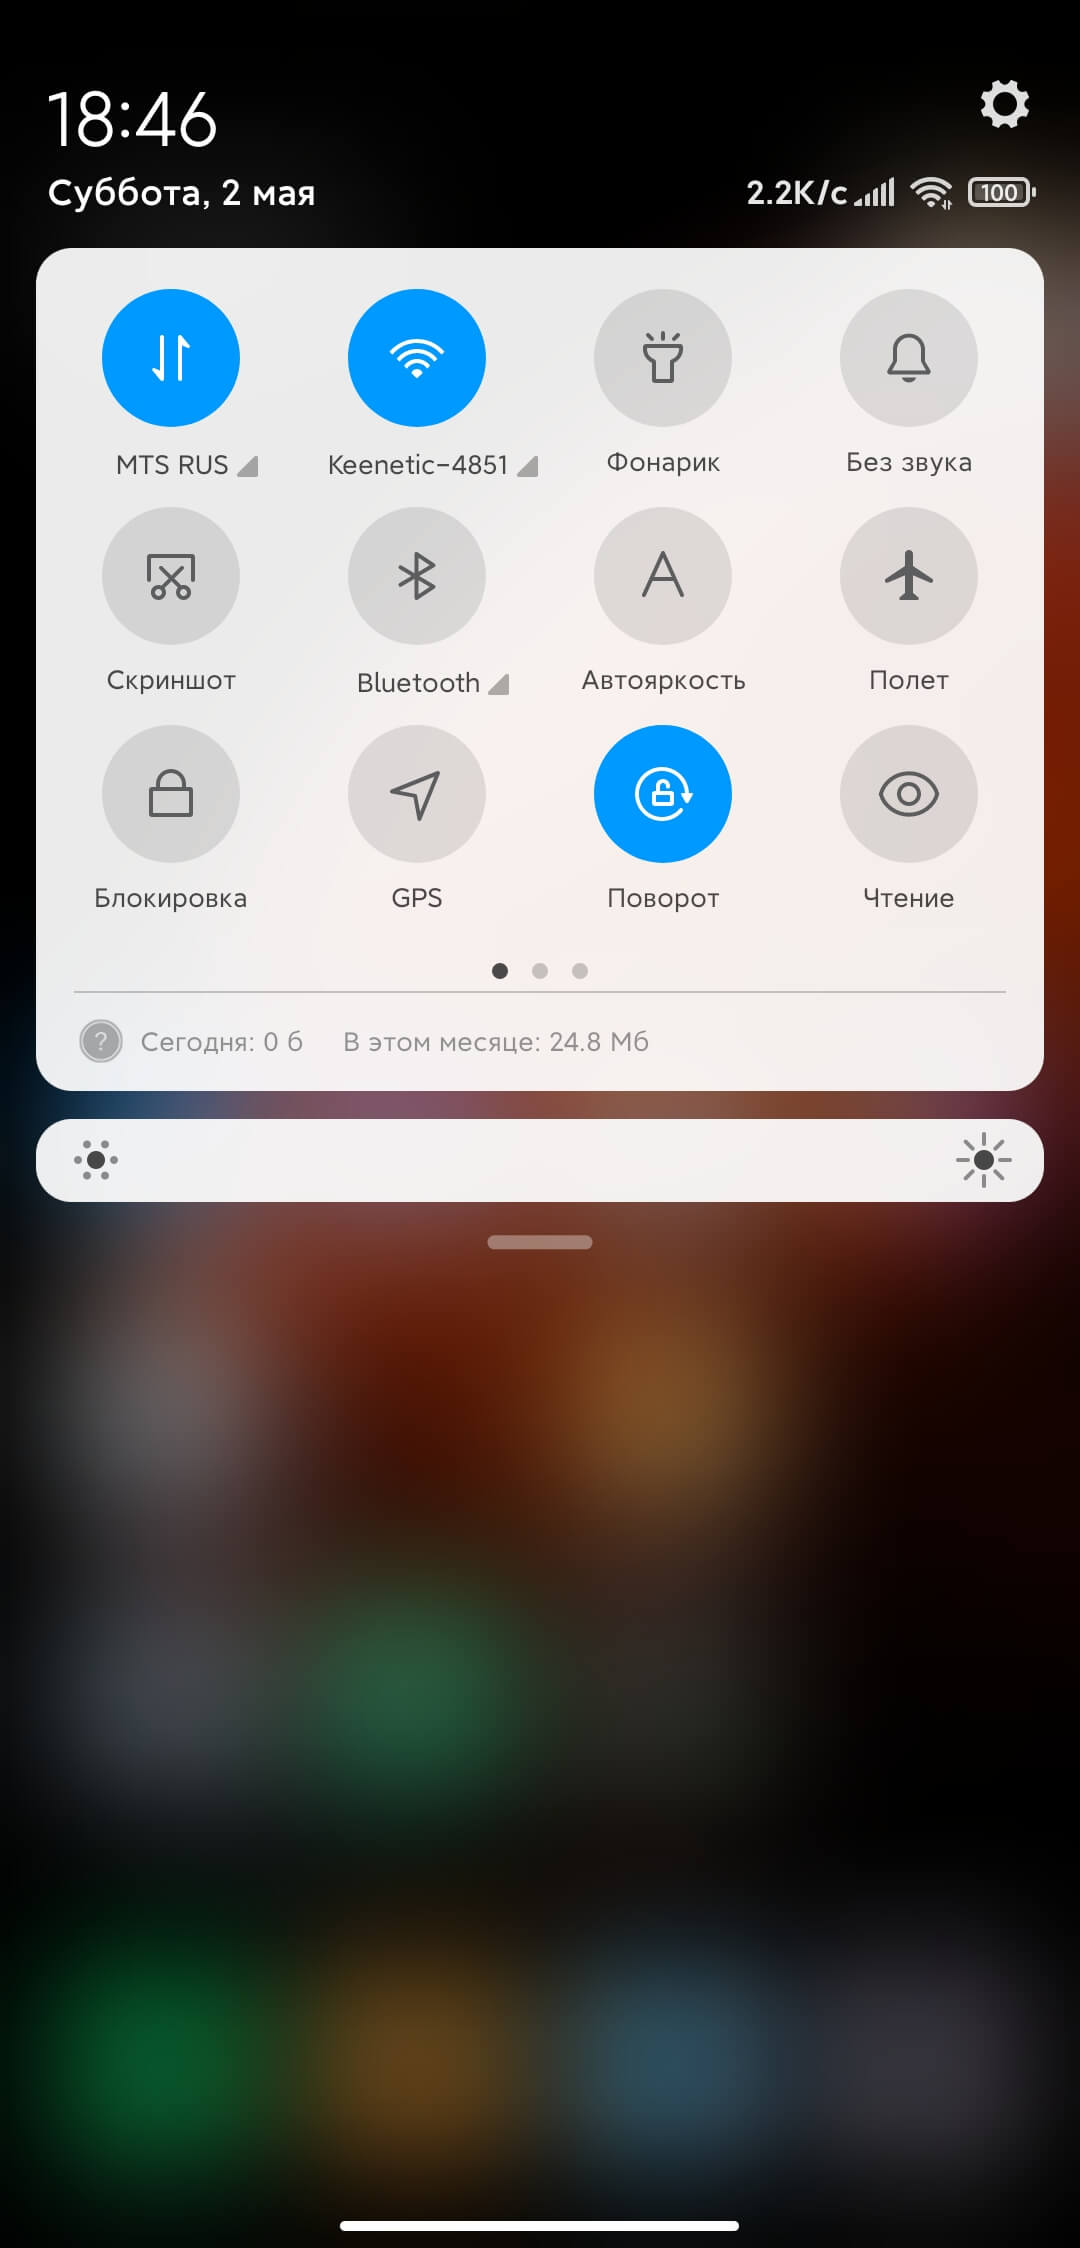 18:46
Суббота, 2 мая
2.2K/c 100
MTS RUS Keenetic-4851 Фонарик Без звука
Скриншот Bluetooth Автояркость Полет
Блокировка GPS Поворот Чтение
? Сегодня: 0 б В этом месяце: 24.8 Мб